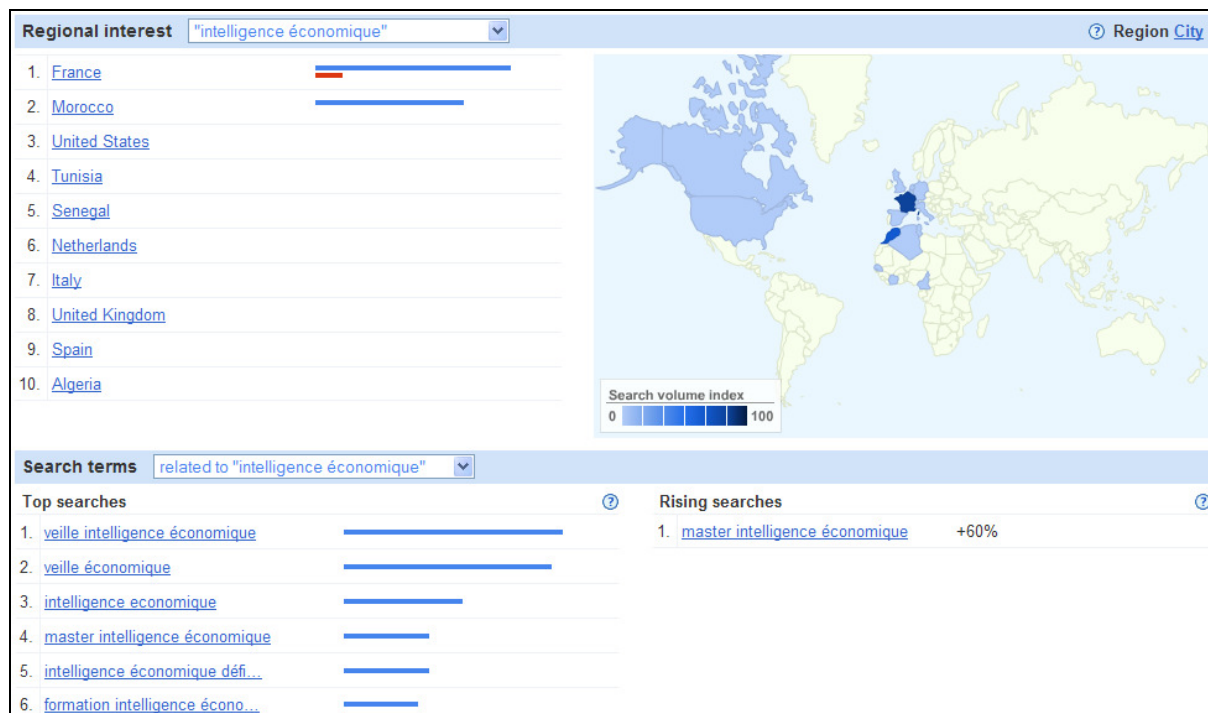 Regional interest "intelligence économique" Region City
1. France
2. Morocco
3. United States
4. Tunisia
5. Senegal
6. Netherlands
7. Italy
8. United Kingdom
9. Spain
10. Algeria
Search volume index
0 100
Search terms related to "intelligence économique"
Top searches
1. veille intelligence économique
2. veille économique
3. intelligence economique
4. master intelligence économique
5. intelligence économique défi...
6. formation intelligence écono...
Rising searches
1. master intelligence économique +60%